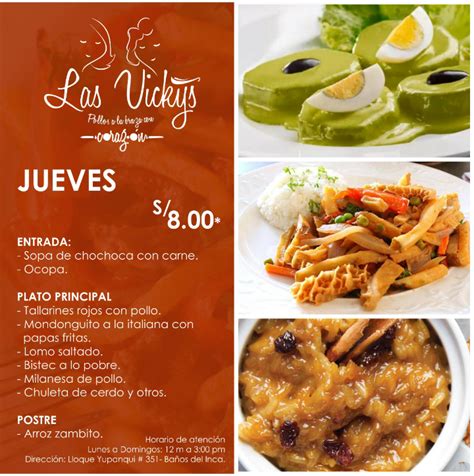 Las Vickys
Pollos a la braza con
corazón
JUEVES
S/8.00*
ENTRADA:
- Sopa de chochoca con carne.
- Ocopa.
PLATO PRINCIPAL
- Tallarines rojos con pollo.
- Mondonguito a la italiana con
papas fritas.
- Lomo saltado.
- Bistec a lo pobre.
- Milanesa de pollo.
- Chuleta de cerdo y otros.
POSTRE
- Arroz zambito.
Horario de atención
Lunes a Domingos: 12 m a 3:00 pm
Dirección: Lloque Yupanqui # 351- Baños del Inca.